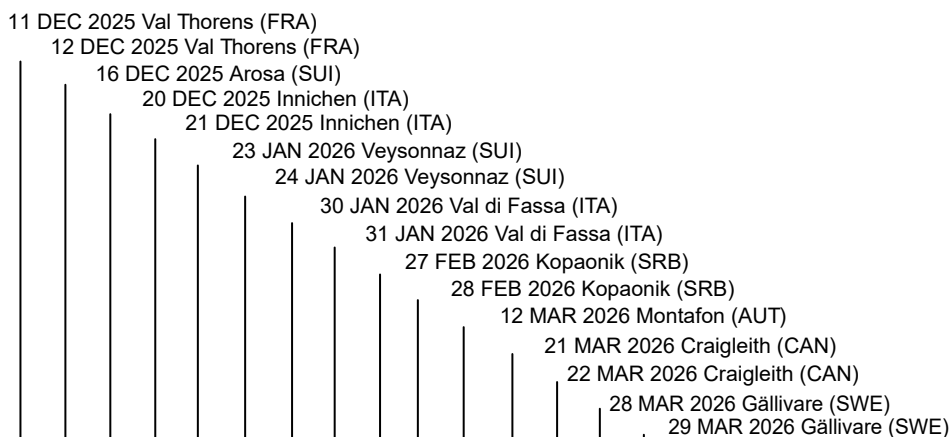 11 DEC 2025 Val Thorens (FRA)
12 DEC 2025 Val Thorens (FRA)
16 DEC 2025 Arosa (SUI)
20 DEC 2025 Innichen (ITA)
21 DEC 2025 Innichen (ITA)
23 JAN 2026 Veysonnaz (SUI)
24 JAN 2026 Veysonnaz (SUI)
30 JAN 2026 Val di Fassa (ITA)
31 JAN 2026 Val di Fassa (ITA)
27 FEB 2026 Kopaonik (SRB)
28 FEB 2026 Kopaonik (SRB)
12 MAR 2026 Montafon (AUT)
21 MAR 2026 Craigleith (CAN)
22 MAR 2026 Craigleith (CAN)
28 MAR 2026 Gällivare (SWE)
29 MAR 2026 Gällivare (SWE)